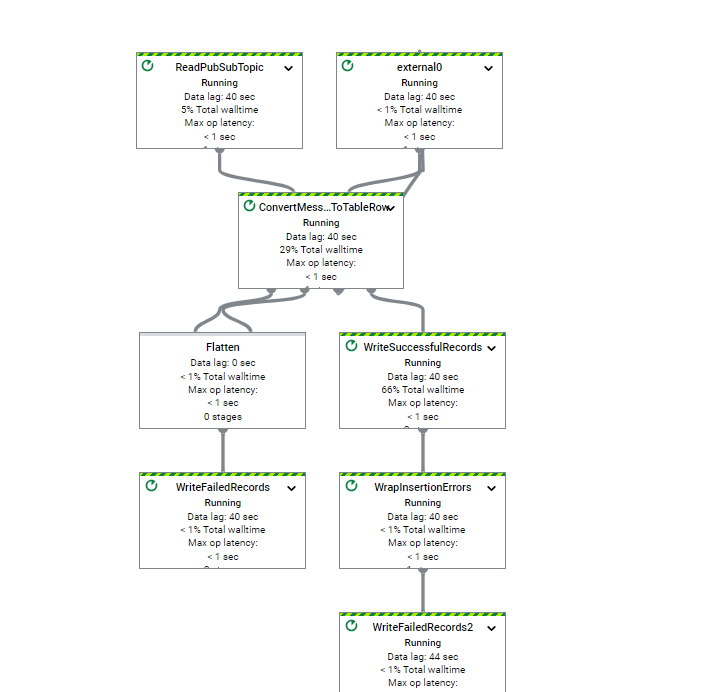 ReadPubSubTopic
Running
Data lag: 40 sec
5% Total walltime
Max op latency:
< 1 sec
external0
Running
Data lag: 40 sec
< 1% Total walltime
Max op latency:
< 1 sec
ConvertMess...ToTableRow
Running
Data lag: 40 sec
29% Total walltime
Max op latency:
< 1 sec
Flatten
Data lag: 0 sec
< 1% Total walltime
Max op latency:
< 1 sec
0 stages
WriteSuccessfulRecords
Running
Data lag: 40 sec
66% Total walltime
Max op latency:
< 1 sec
WriteFailedRecords
Running
Data lag: 40 sec
< 1% Total walltime
Max op latency:
< 1 sec
WrapInsertionErrors
Running
Data lag: 40 sec
< 1% Total walltime
Max op latency:
< 1 sec
WriteFailedRecords2
Running
Data lag: 44 sec
< 1% Total walltime
Max op latency: